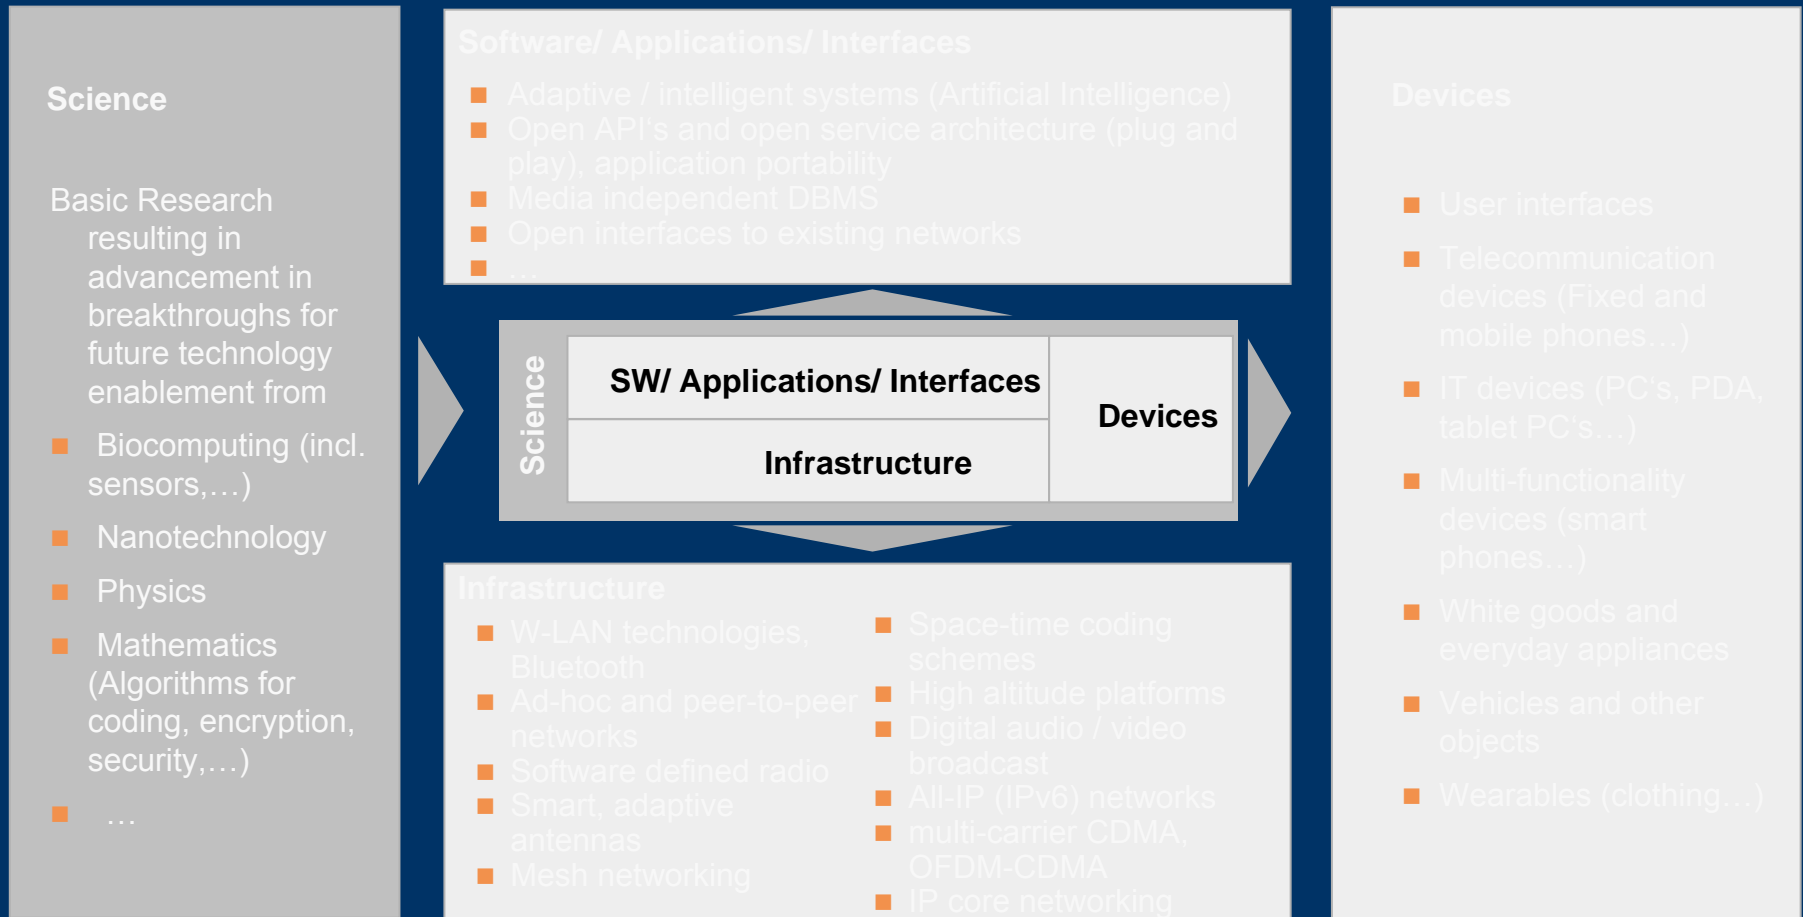 Science
Basic Research
resulting in
advancement in
breakthroughs for
future technology
enablement from
Biocomputing (incl.
sensors,…)
Nanotechnology
Physics
Mathematics
(Algorithms for
coding, encryption,
security,…)
…
Software/ Applications/ Interfaces
Adaptive / intelligent systems (Artificial Intelligence)
Open API‘s and open service architecture (plug and
play), application portability
Media independent DBMS
Open interfaces to existing networks
…
Science
SW/ Applications/ Interfaces
Infrastructure
Devices
Infrastructure
W-LAN technologies,
Bluetooth
Ad-hoc and peer-to-peer
networks
Software defined radio
Smart, adaptive
antennas
Mesh networking
Space-time coding
schemes
High altitude platforms
Digital audio / video
broadcast
All-IP (IPv6) networks
multi-carrier CDMA,
OFDM-CDMA
IP core networking
Devices
User interfaces
Telecommunication
devices (Fixed and
mobile phones…)
IT devices (PC‘s, PDA,
tablet PC‘s…)
Multi-functionality
devices (smart
phones…)
White goods and
everyday appliances
Vehicles and other
objects
Wearables (clothing…)